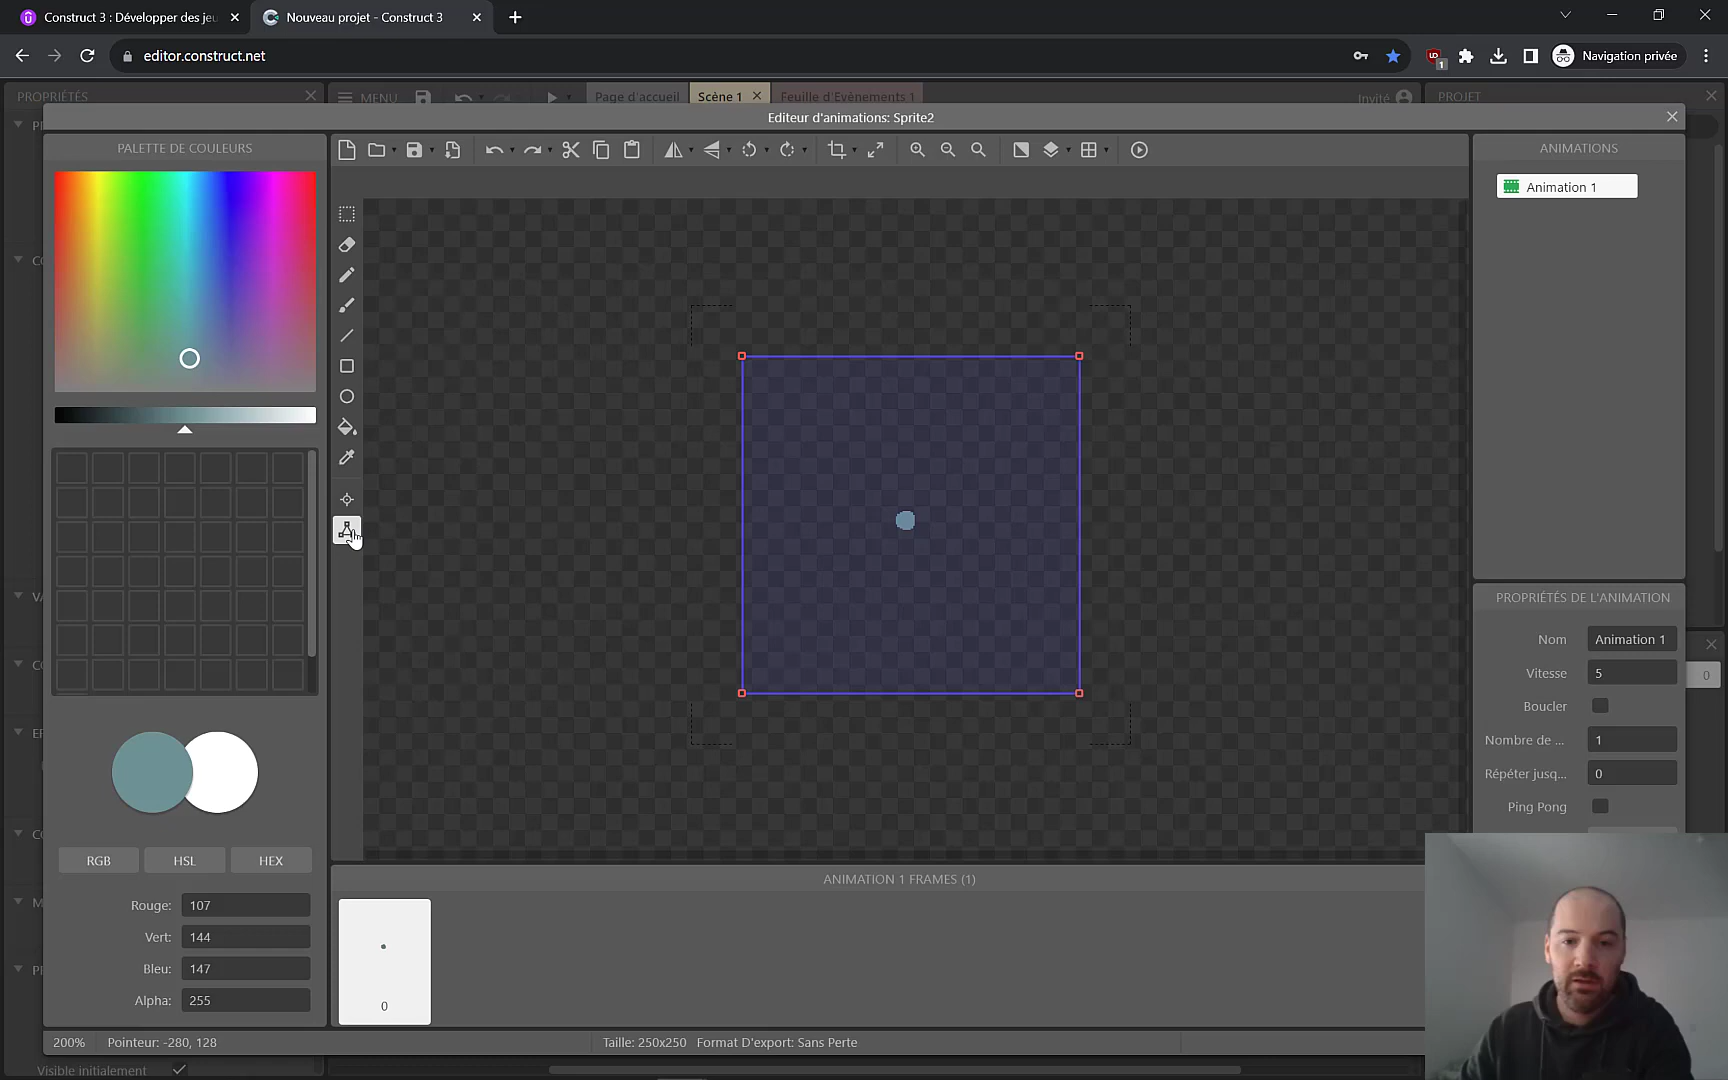 Construct 3 : Développer des jeu
Nouveau projet - Construct 3
editor.construct.net
1
Navigation privée
PROPRIÉTÉS
MENU
Page d'accueil
Scène 1
Feuille d'Evènements 1
Invité
PROJET
Editeur d'animations: Sprite2
PALETTE DE COULEURS
ANIMATIONS
Animation 1
PROPRIÉTÉS DE L'ANIMATION
Nom
Animation 1
Vitesse
5
0
Boucler
Nombre de ...
1
Répéter jusq...
0
Ping Pong
RGB
HSL
HEX
ANIMATION 1 FRAMES (1)
Rouge:
107
Vert:
144
Bleu:
147
Alpha:
255
0
200%
Pointeur: -280, 128
Taille: 250x250
Format D'export: Sans Perte
Visible initialement